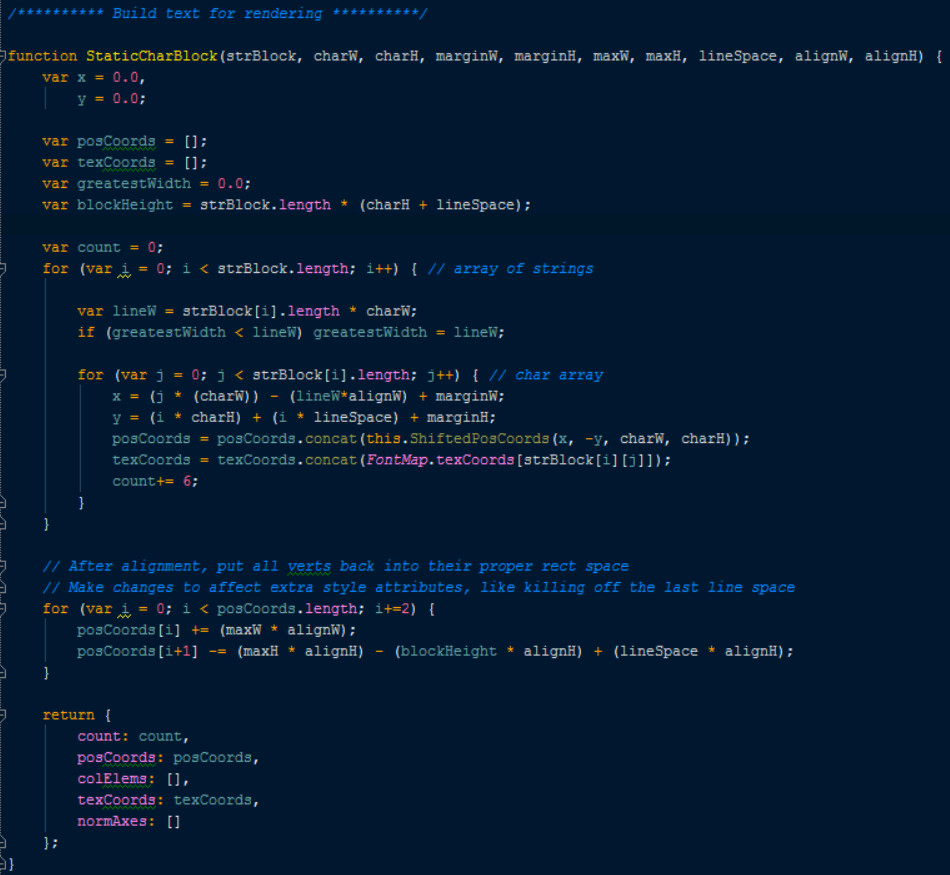 /********** Build text for rendering **********/
function StaticCharBlock(strBlock, charW, charH, marginW, marginH, maxW, maxH, lineSpace, alignW, alignH) {
    var x = 0.0,
        y = 0.0;
    var posCoords = [];
    var texCoords = [];
    var greatestWidth = 0.0;
    var blockHeight = strBlock.length * (charH + lineSpace);
    var count = 0;
    for (var i = 0; i < strBlock.length; i++) { // array of strings
        var lineW = strBlock[i].length * charW;
        if (greatestWidth < lineW) greatestWidth = lineW;
        for (var j = 0; j < strBlock[i].length; j++) { // char array
            x = (j * (charW)) - (lineW*alignW) + marginW;
            y = (i * charH) + (i * lineSpace) + marginH;
            posCoords = posCoords.concat(this.ShiftedPosCoords(x, -y, charW, charH));
            texCoords = texCoords.concat(FontMap.texCoords[strBlock[i][j]]);
            count+= 6;
        }
    }
    // After alignment, put all verts back into their proper rect space
    // Make changes to affect extra style attributes, like killing off the last line space
    for (var i = 0; i < posCoords.length; i+=2) {
        posCoords[i] += (maxW * alignW);
        posCoords[i+1] -= (maxH * alignH) - (blockHeight * alignH) + (lineSpace * alignH);
    }
    return {
        count: count,
        posCoords: posCoords,
        colElems: [],
        texCoords: texCoords,
        normAxes: []
    };
}